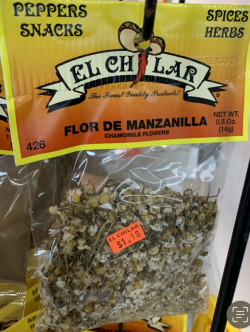 PEPPERS
SNACKS
SPICES
HERBS
EL CHILAR
The Finest Quality Products!
FLOR DE MANZANILLA
CHAMOMILE FLOWERS
426
NET WT.
0.5 Oz.
(14g)
EL CHILAR